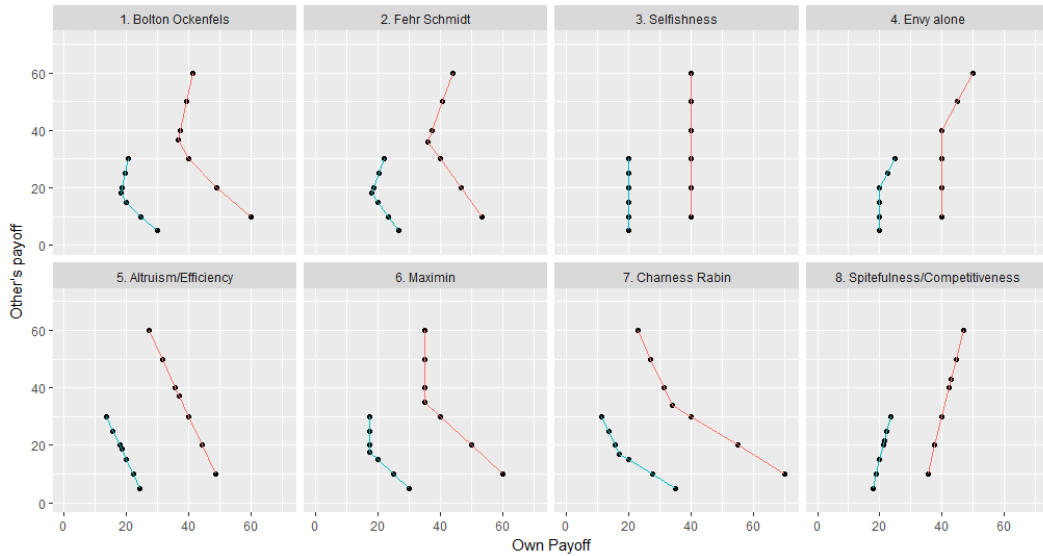 1. Bolton Ockenfels
2. Fehr Schmidt
3. Selfishness
4. Envy alone
60
40
20
0
Other's payoff
5. Altruism/Efficiency
6. Maximin
7. Charness Rabin
8. Spitefulness/Competitiveness
60
40
20
0
0 20 40 60
0 20 40 60
0 20 40 60
0 20 40 60
Own Payoff